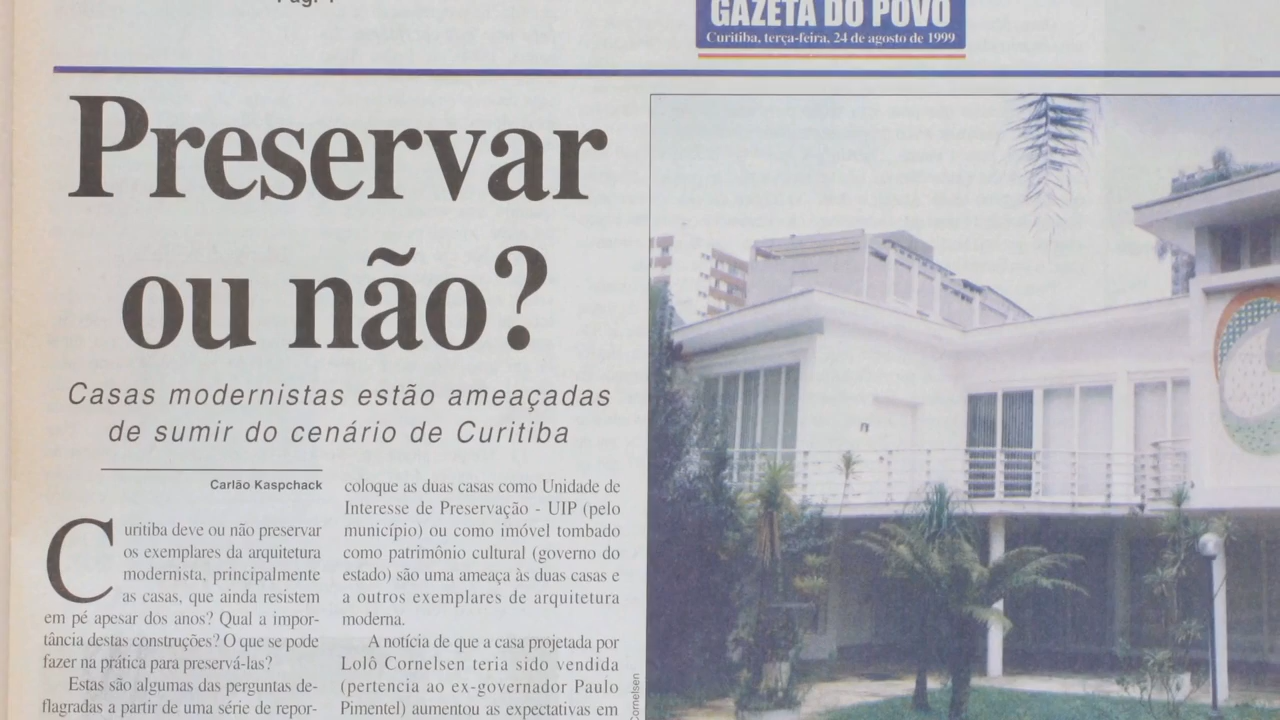 GAZETA DO POVO
Curitiba, terça-feira, 24 de agosto de 1999
Preservar
ou não?
Casas modernistas estão ameaçadas
de sumir do cenário de Curitiba
Carlão Kaspchack
Curitiba deve ou não preservar
os exemplares da arquitetura
modernista, principalmente
as casas, que ainda resistem
em pé apesar dos anos? Qual a impor-
tância destas construções? O que se pode
fazer na prática para preservá-las?
Estas são algumas das perguntas de-
flagradas a partir de uma série de repor-
coloque as duas casas como Unidade de
Interesse de Preservação - UIP (pelo
município) ou como imóvel tombado
como patrimônio cultural (governo do
estado) são uma ameaça às duas casas e
a outros exemplares de arquitetura
moderna.
A notícia de que a casa projetada por
Lolô Cornelsen teria sido vendida
(pertencia ao ex-governador Paulo
Pimentel) aumentou as expectativas em
Cornelsen